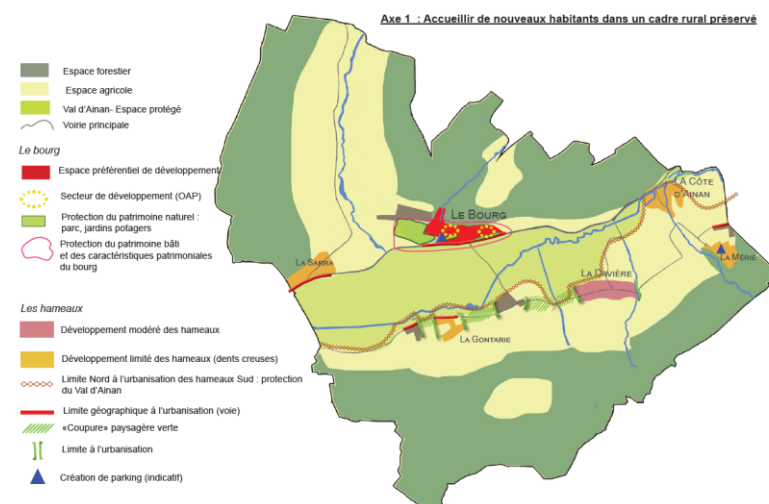 Axe 1 : Accueillir de nouveaux habitants dans un cadre rural préservé
Espace forestier
Espace agricole
Val d'Ainan- Espace protégé
Voirie principale
Le bourg
Espace préférentiel de développement
Secteur de développement (OAP)
Protection du patrimoine naturel :
parc, jardins potagers
Protection du patrimoine bâti
et des caractéristiques patrimoniales
du bourg
Les hameaux
Développement modéré des hameaux
Développement limité des hameaux (dents creuses)
Limite Nord à l'urbanisation des hameaux Sud : protection
du Val d'Ainan
Limite géographique à l'urbanisation (voie)
«Coupure» paysagère verte
Limite à l'urbanisation
Création de parking (indicatif)
LE BOURG
LA CÔTE
D'AINAN
LA MÉRIE
LA SARRA
LA DAVIÈRE
LA GONTARIE